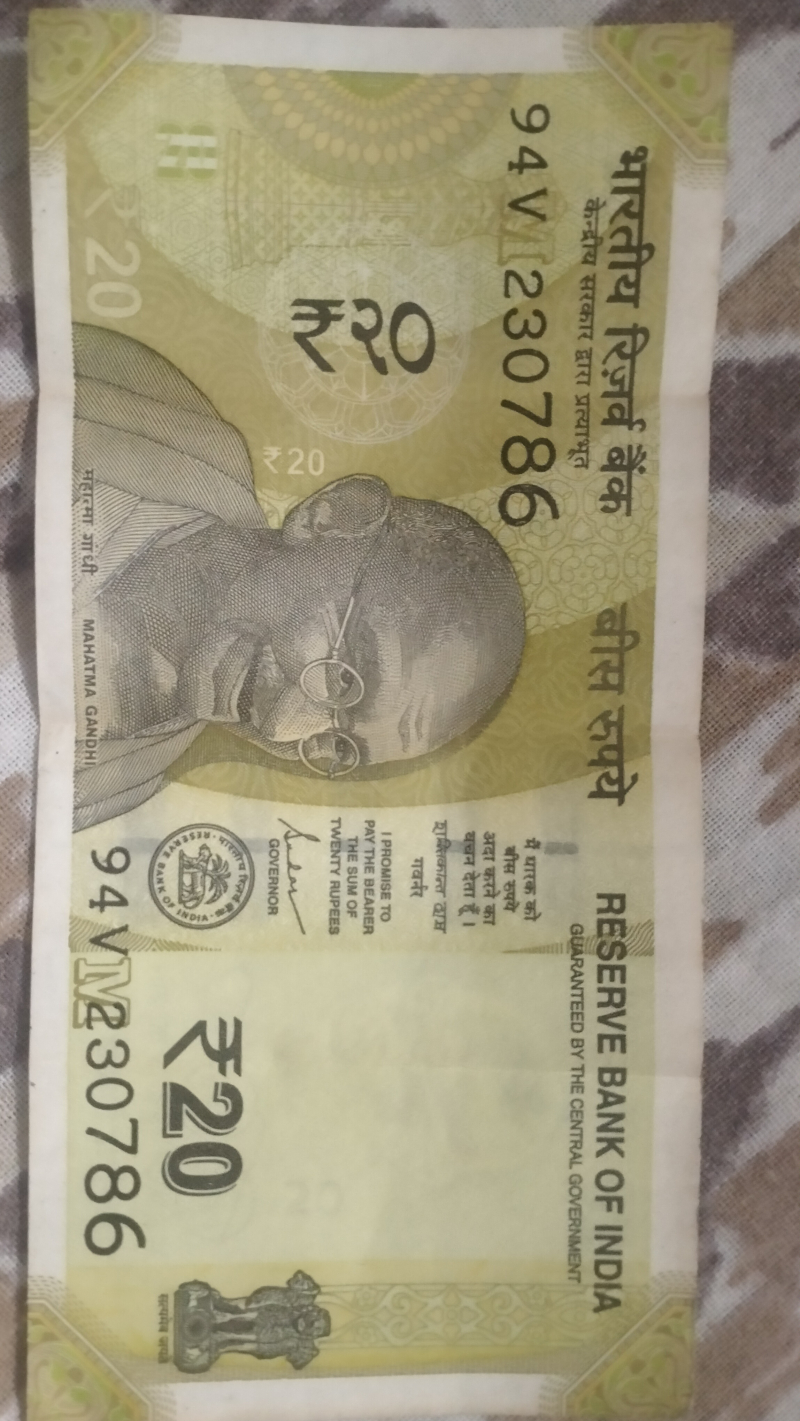 भारतीय रिज़र्व बैंक
केन्द्रीय सरकार द्वारा प्रत्याभूत
बीस रुपये
RESERVE BANK OF INDIA
GUARANTEED BY THE CENTRAL GOVERNMENT
94V 230786
₹२०
₹20
₹20
महात्मा गांधी MAHATMA GANDHI
मैं धारक को
बीस रुपये
अदा करने का
वचन देता हूँ।
गवर्नर
I PROMISE TO
PAY THE BEARER
THE SUM OF
TWENTY RUPEES
GOVERNOR
RESERVE BANK OF INDIA
₹20
94V 230786
सत्यमेव जयते